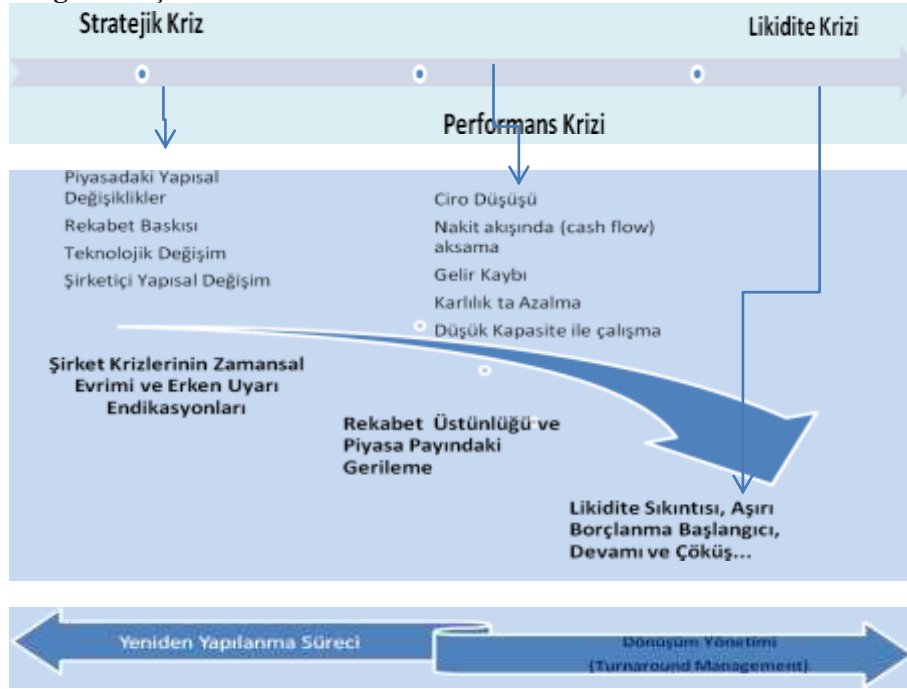 Stratejik Kriz
Likidite Krizi
Performans Krizi
Piyasadaki Yapısal
Değişiklikler
Rekabet Baskısı
Teknolojik Değişim
Şirketiçi Yapısal Değişim
Ciro Düşüşü
Nakit akışında (cash flow)
aksama
Gelir Kaybı
Karlılık ta Azalma
Düşük Kapasite ile çalışma
Şirket Krizlerinin Zamansal
Evrimi ve Erken Uyarı
Endikasyonları
Rekabet Üstünlüğü ve
Piyasa Payındaki
Gerileme
Likidite Sıkıntısı, Aşırı
Borçlanma Başlangıcı,
Devamı ve Çöküş...
Yeniden Yapılanma Süreci
Dönüşüm Yönetimi
(Turnaround Management)